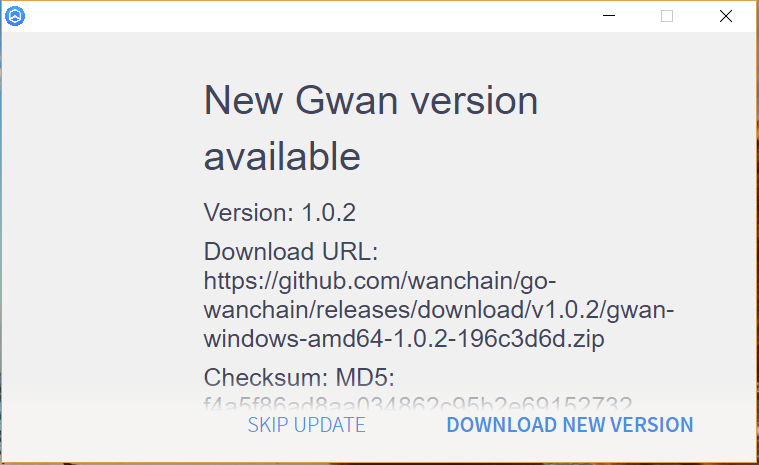 New Gwan version
available
Version: 1.0.2
Download URL:
https://github.com/wanchain/go-
wanchain/releases/download/v1.0.2/gwan-
windows-amd64-1.0.2-196c3d6d.zip
Checksum: MD5:
f4a5f86ad8aa034862c95b2e69152732
SKIP UPDATE
DOWNLOAD NEW VERSION